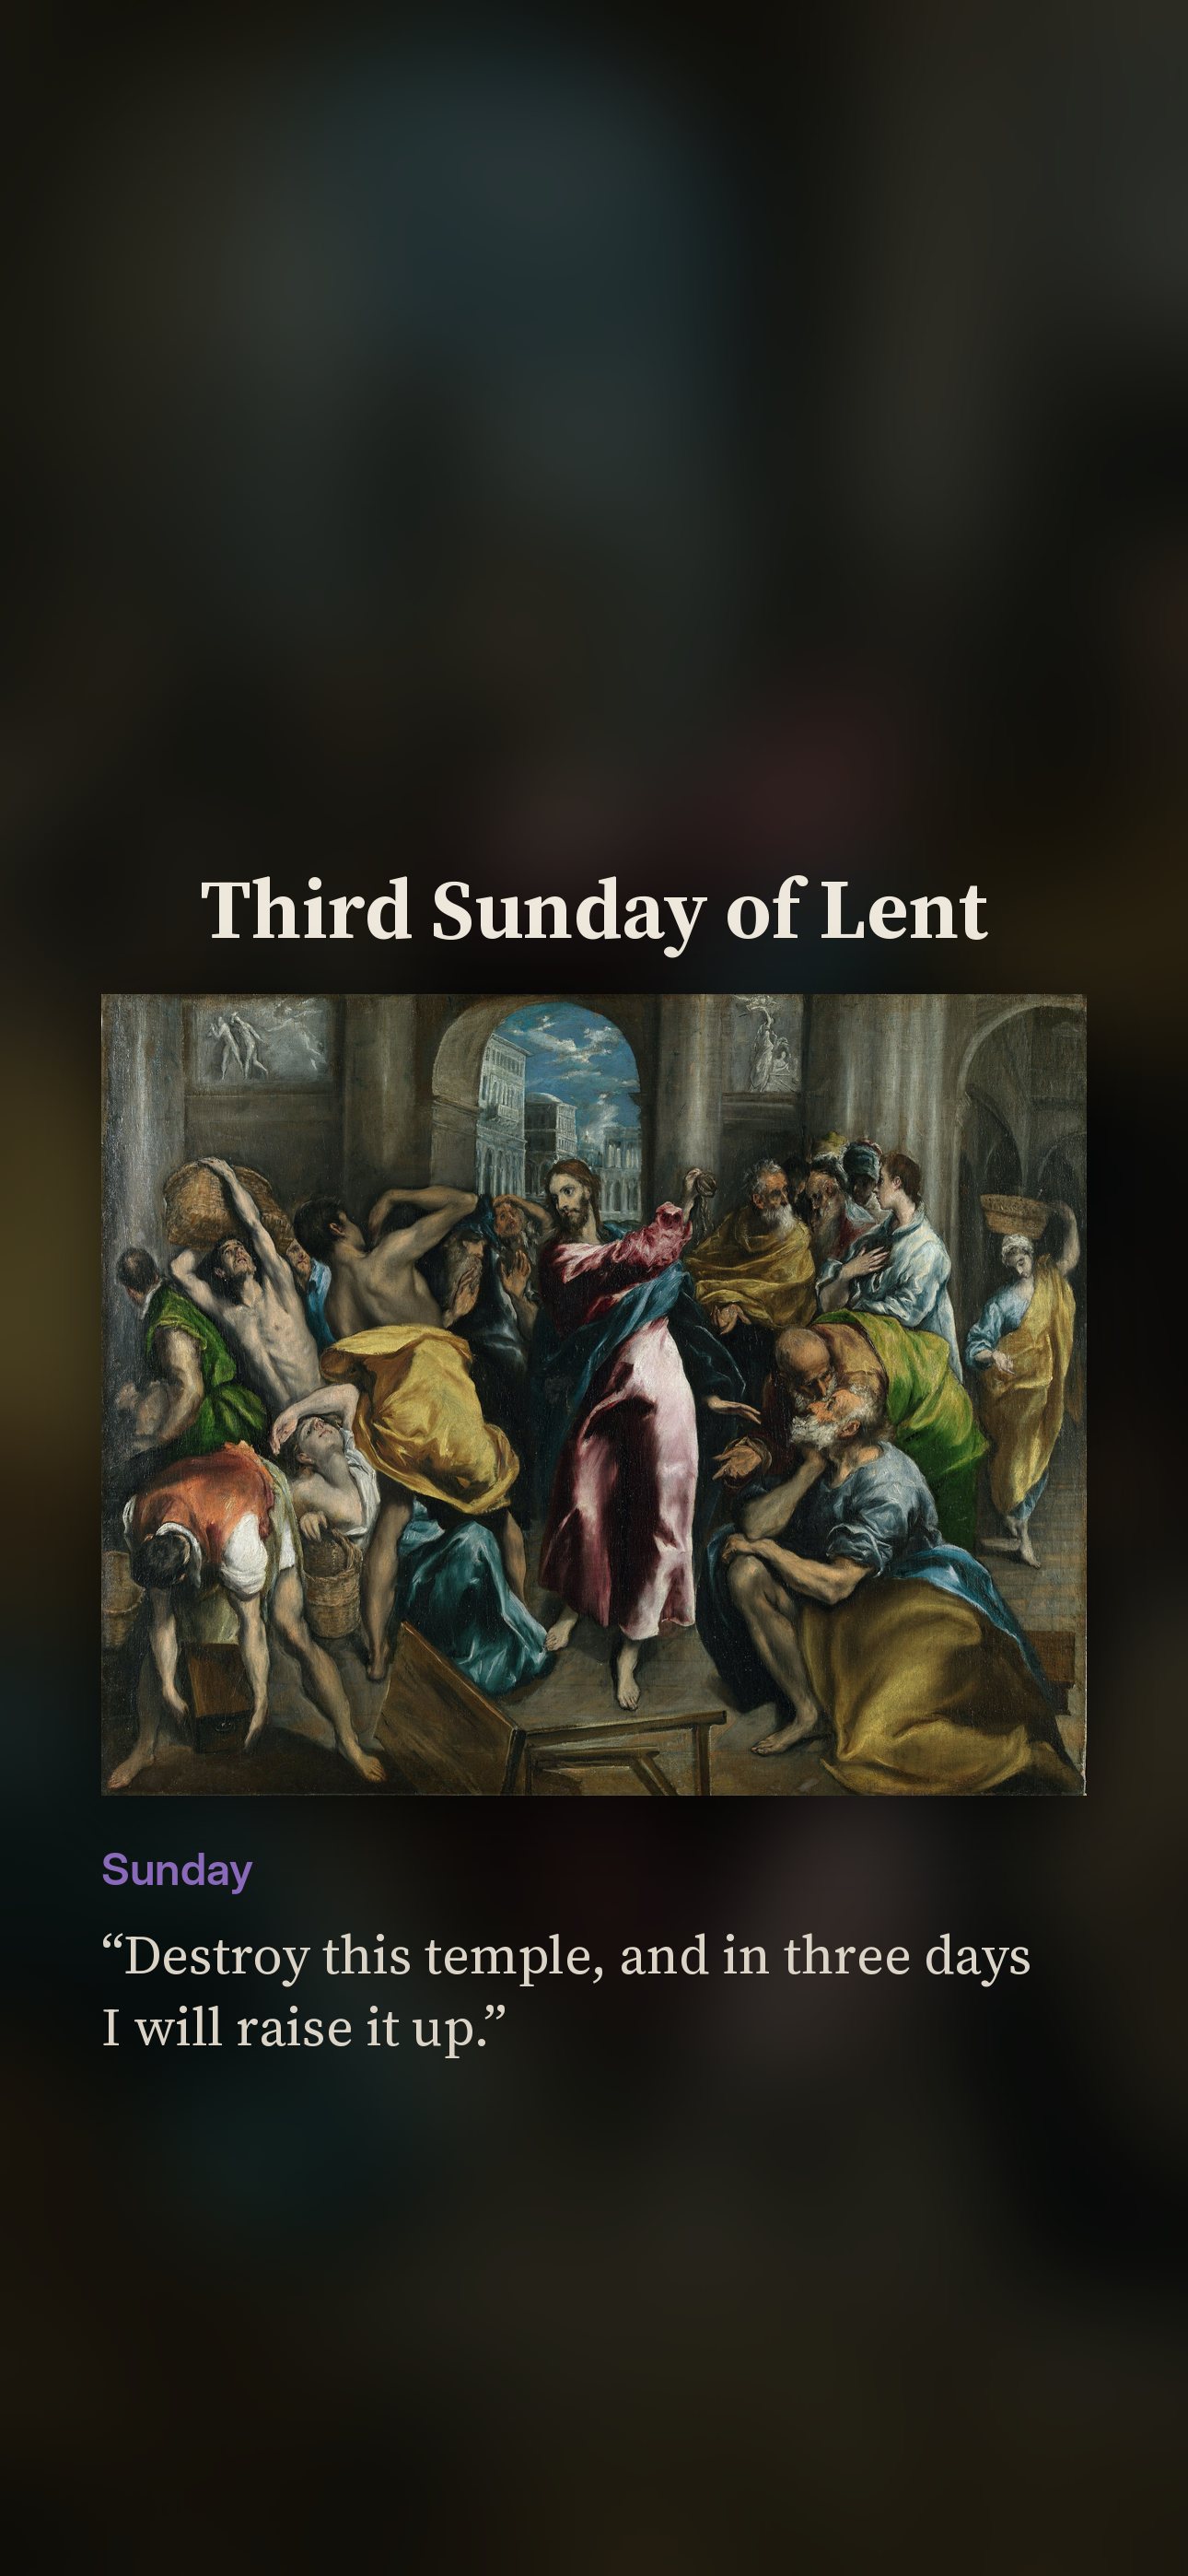 Third Sunday of Lent
Sunday
“Destroy this temple, and in three days
I will raise it up.”